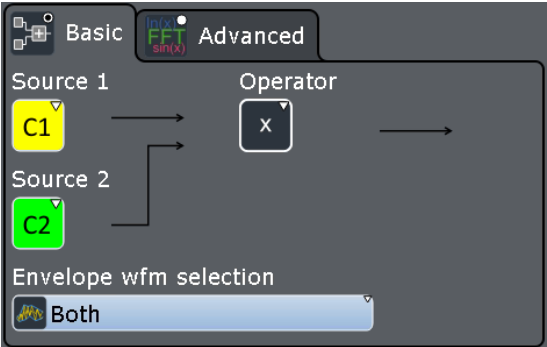 Basic
ln(x)
FFT
sin(x)
Advanced
Source 1
Operator
C1
x
Source 2
C2
Envelope wfm selection
Both